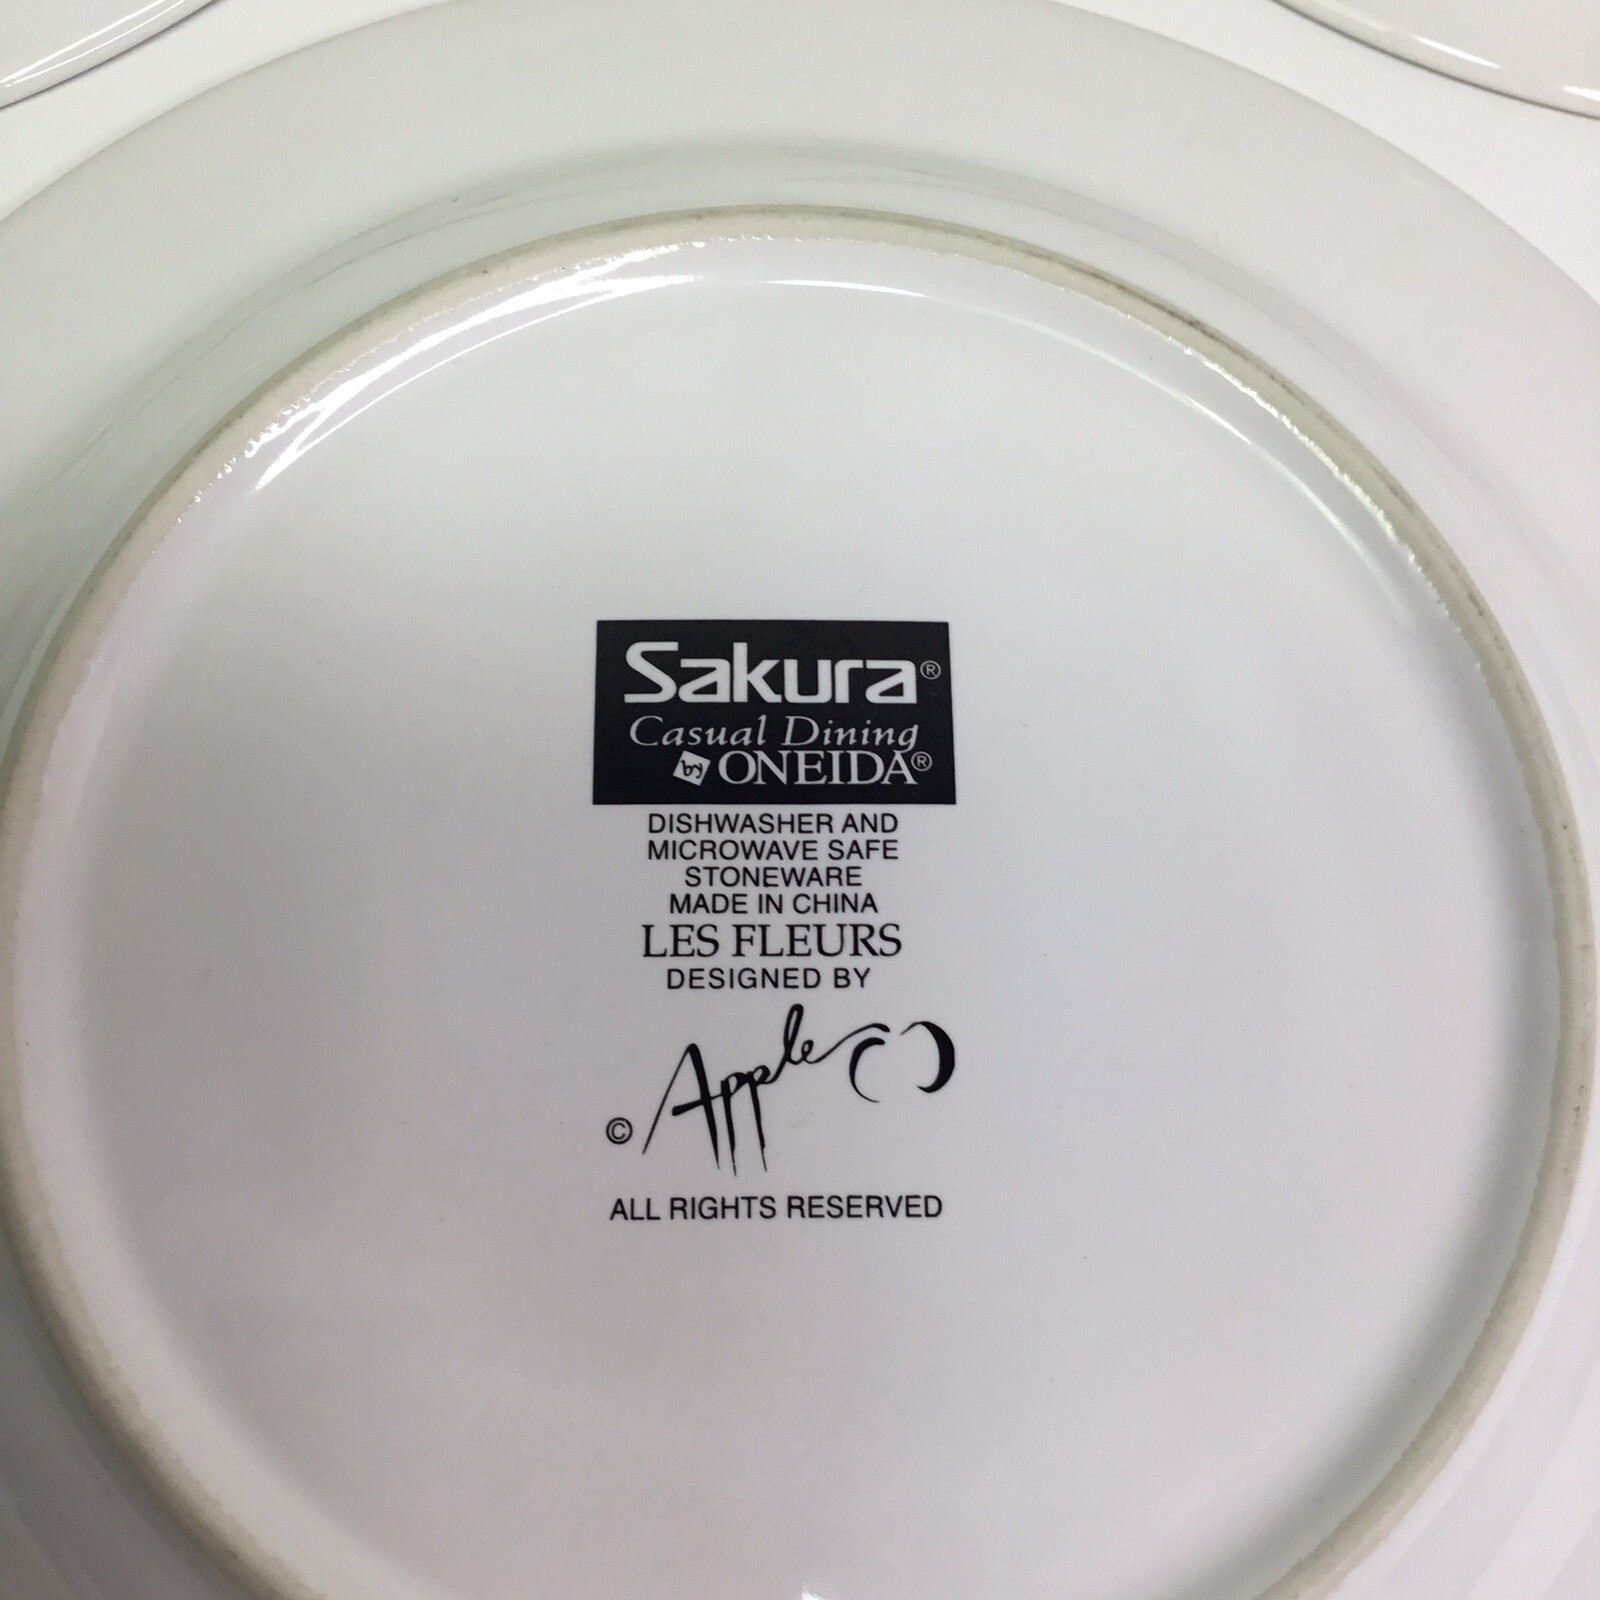 Sakura®
Casual Dining
by ONEIDA®
DISHWASHER AND
MICROWAVE SAFE
STONEWARE
MADE IN CHINA
LES FLEURS
DESIGNED BY
© Apple
ALL RIGHTS RESERVED